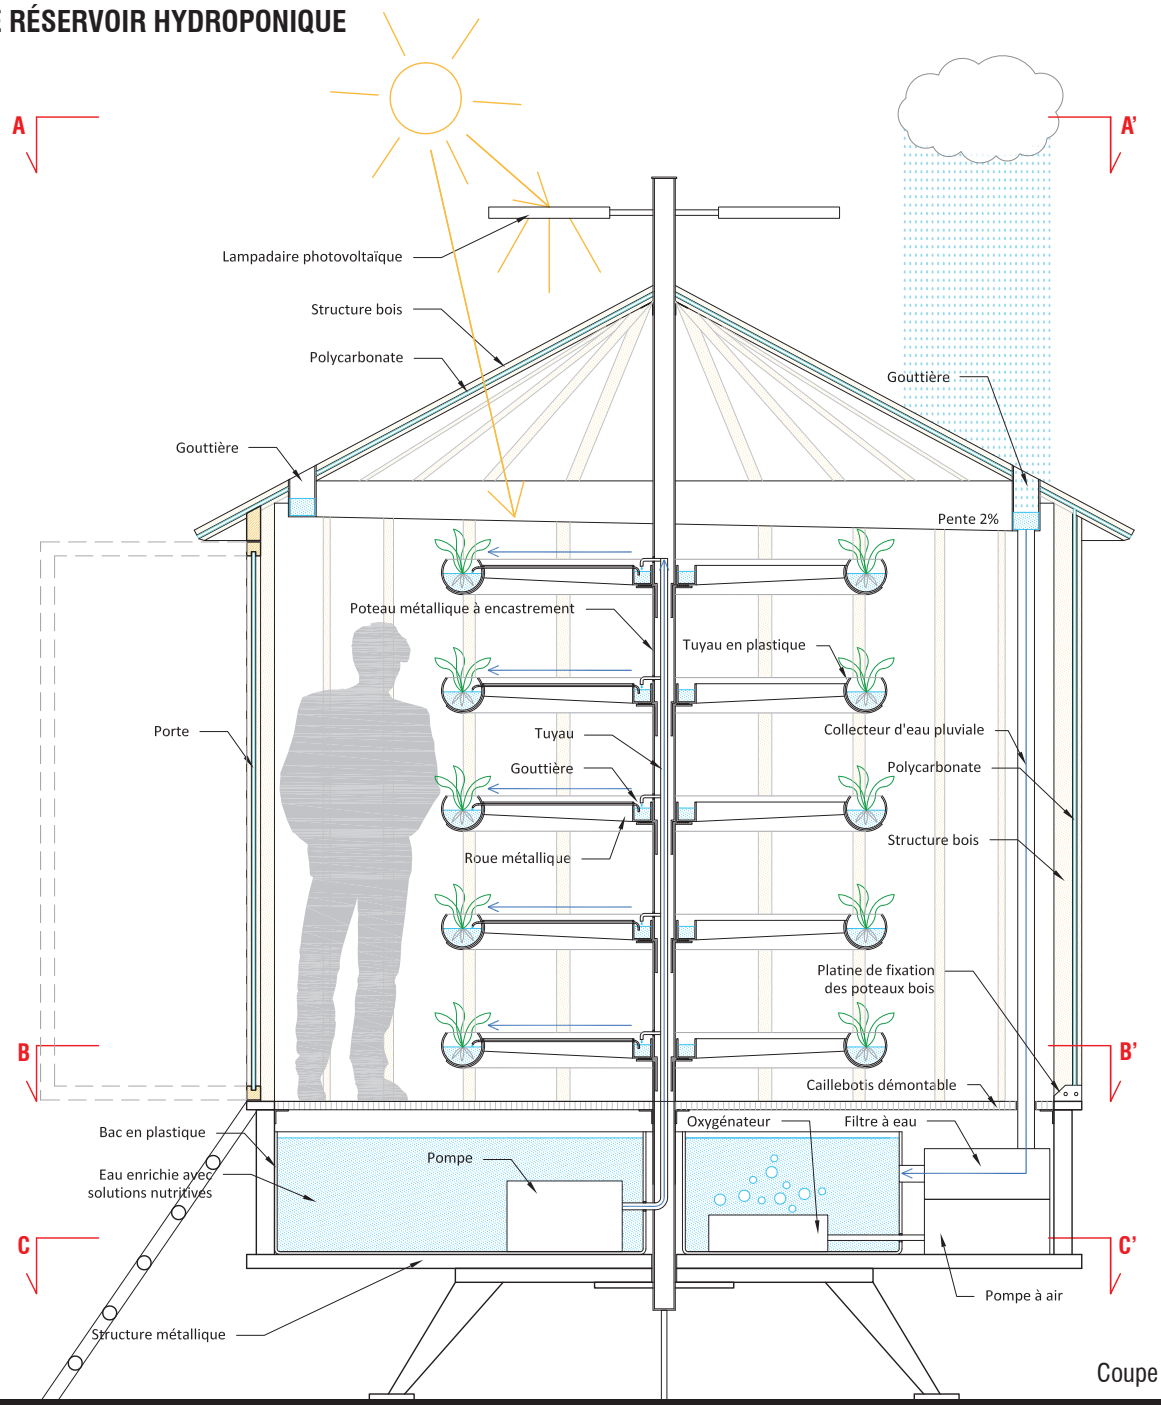 RÉSERVOIR HYDROPONIQUE
A
A'
Lampadaire photovoltaïque
Structure bois
Polycarbonate
Gouttière
Gouttière
Pente 2%
Poteau métallique à encastrement
Tuyau en plastique
Porte
Tuyau
Collecteur d'eau pluviale
Gouttière
Polycarbonate
Roue métallique
Structure bois
Platine de fixation
des poteaux bois
B
B'
Caillebotis démontable
Bac en plastique
Oxygénateur
Filtre à eau
Pompe
Eau enrichie avec
solutions nutritives
C
C'
Pompe à air
Structure métallique
Coupe